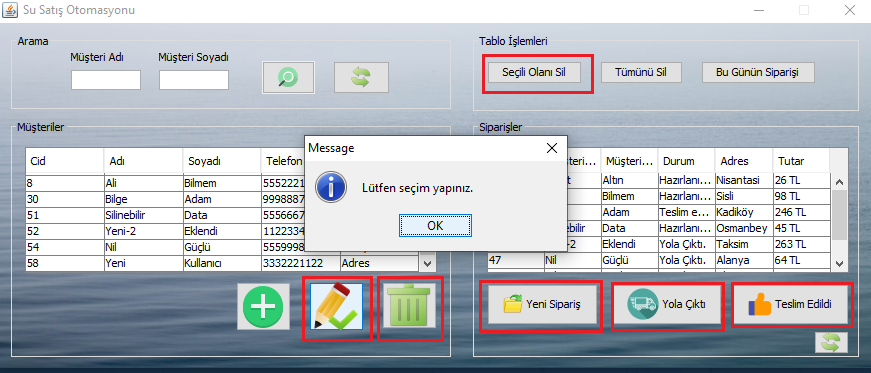 Su Satış Otomasyonu
Arama
Müşteri Adı Müşteri Soyadı
Tablo İşlemleri
Seçili Olanı Sil Tümünü Sil Bu Günün Siparişi
Müşteriler
Cid Adı Soyadı Telefon
8 Ali Bilmem 5552221
30 Bilge Adam 9998887
51 Silinebilir Data 5556667
52 Yeni-2 Eklendi 1122334
54 Nil Güçlü 5559998
58 Yeni Kullanıcı 3332221122 Adres
Message
Lütfen seçim yapınız.
OK
Siparişler
şteri... Müşteri... Durum Adres Tutar
t Altın Hazırlanı... Nisantasi 26 TL
Bilmem Hazırlanı... Sisli 98 TL
Adam Teslim e... Kadiköy 246 TL
ebilir Data Hazırlanı... Osmanbey 45 TL
-2 Eklendi Yola Çıktı. Taksim 263 TL
47 Nil Güçlü Yola Çıktı. Alanya 64 TL
Yeni Sipariş Yola Çıktı Teslim Edildi